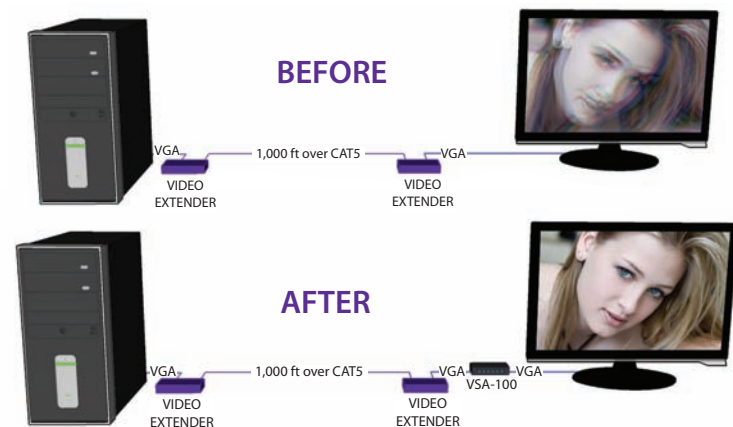 BEFORE
VGA
1,000 ft over CAT5
VGA
VIDEO
EXTENDER
VIDEO
EXTENDER
AFTER
VGA
1,000 ft over CAT5
VGA
VGA
VSA-100
VIDEO
EXTENDER
VIDEO
EXTENDER